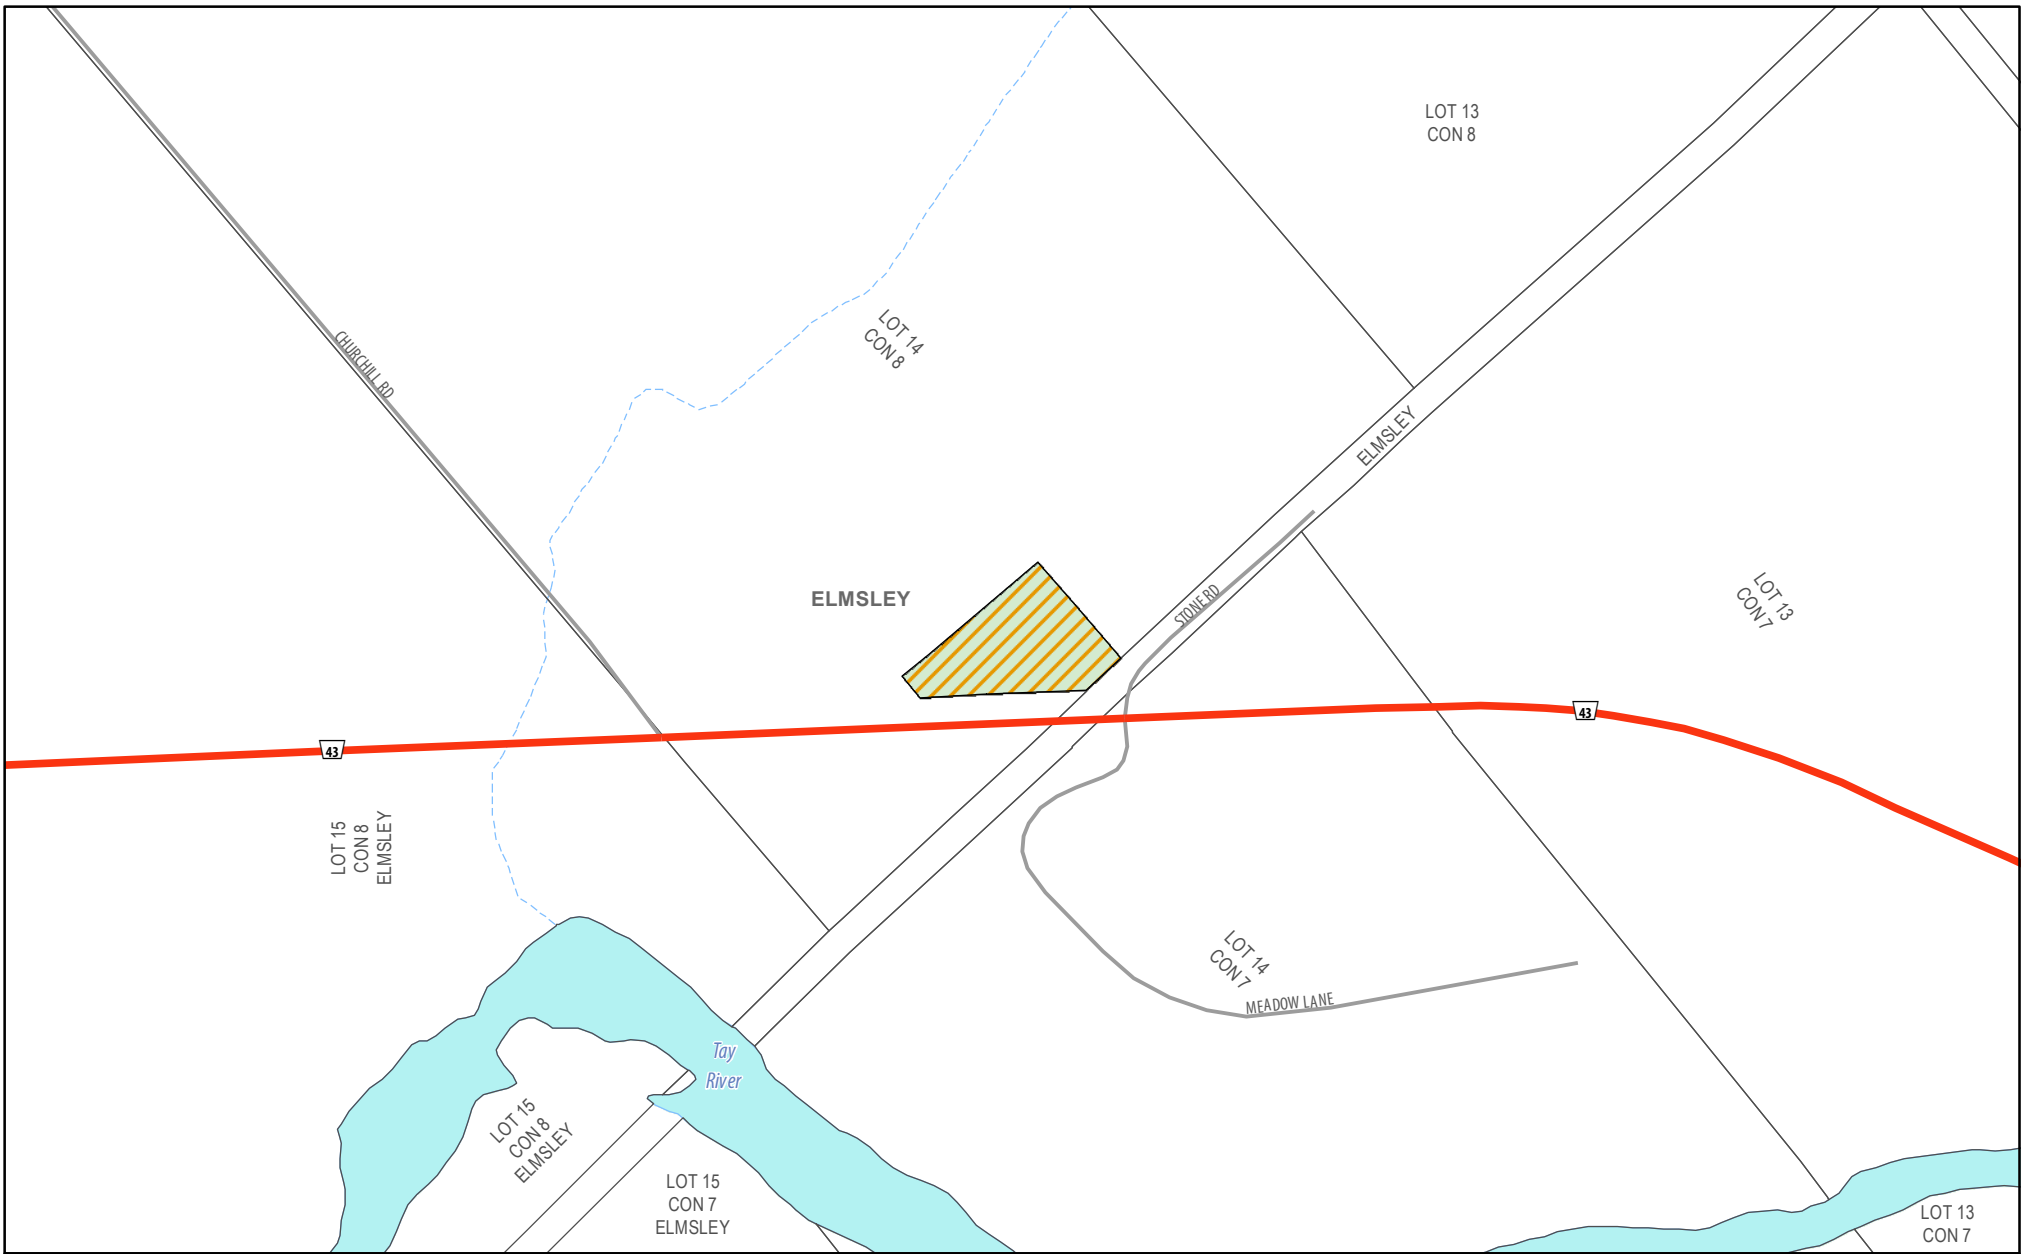 LOT 13
CON 8
LOT 14
CON 8
CHURCHILL RD
ELMSLEY
ELMSLEY
STONE RD
LOT 13
CON 7
43
43
LOT 15
CON 8
ELMSLEY
LOT 14
CON 7
MEADOW LANE
Tay
River
LOT 15
CON 8
ELMSLEY
LOT 15
CON 7
ELMSLEY
LOT 13
CON 7